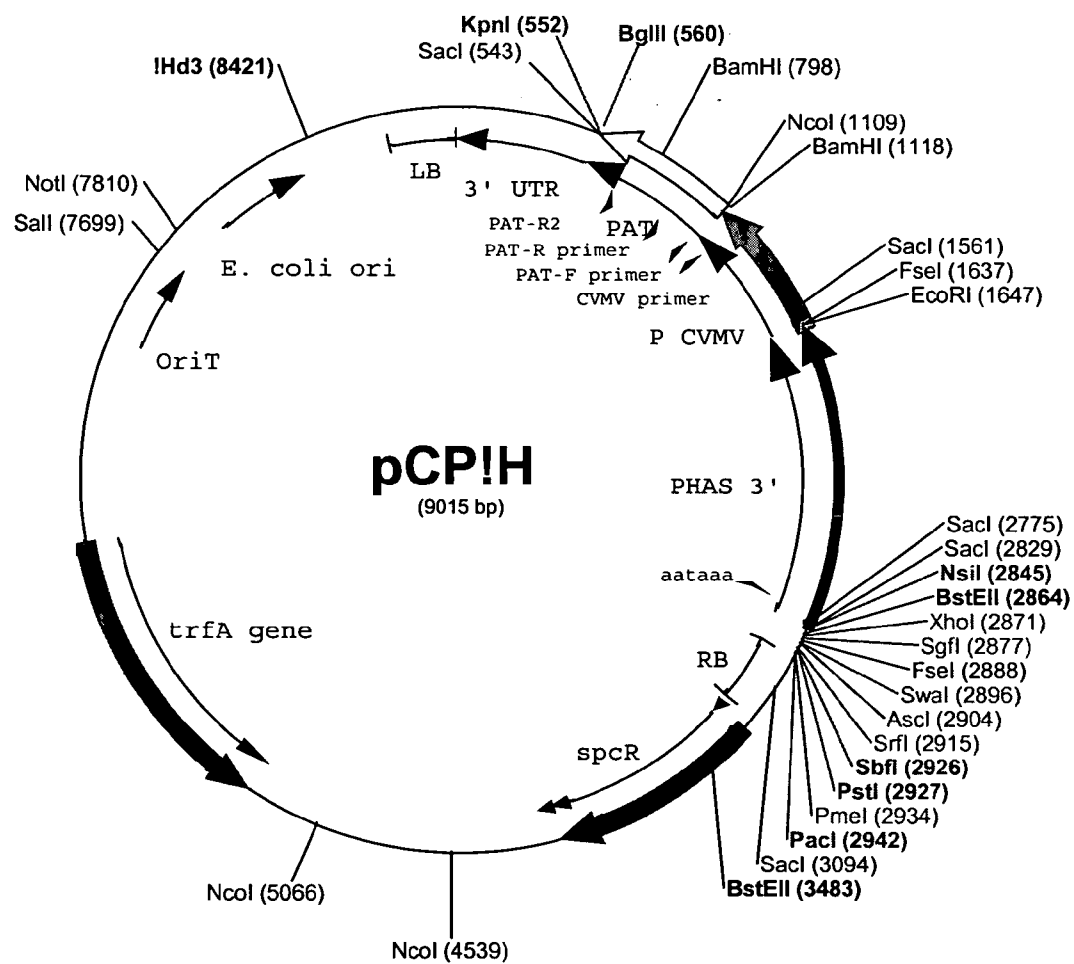 KpnI (552)
SacI (543)
BglII (560)
!Hd3 (8421)
BamHI (798)
NcoI (1109)
BamHI (1118)
LB
3' UTR
NotI (7810)
SalI (7699)
PAT-R2
PAT
PAT-R primer
PAT-F primer
CVMV primer
E. coli ori
SacI (1561)
FseI (1637)
EcoRI (1647)
P CVMV
OriT
pCP!H
(9015 bp)
PHAS 3'
aataaa
SacI (2775)
SacI (2829)
NsiI (2845)
BstEII (2864)
XhoI (2871)
SgfI (2877)
FseI (2888)
SwaI (2896)
AscI (2904)
SrfI (2915)
SbfI (2926)
PstI (2927)
PmeI (2934)
PacI (2942)
SacI (3094)
BstEII (3483)
trfA gene
RB
spcR
NcoI (5066)
NcoI (4539)